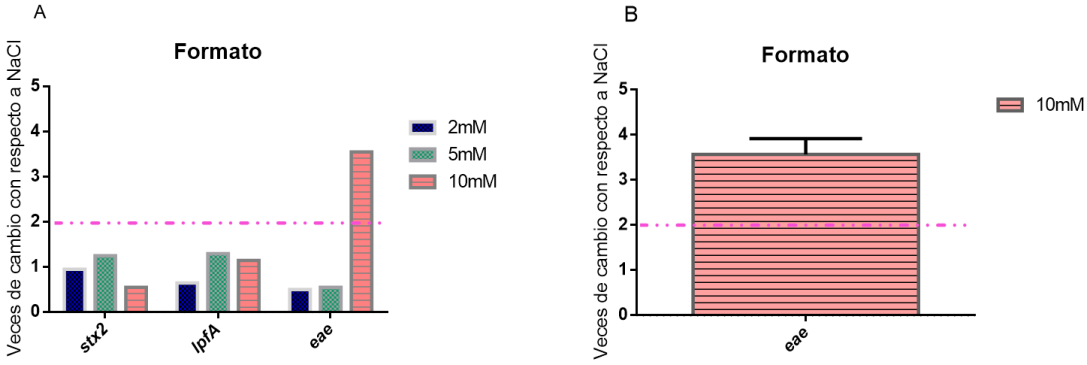 A
Formato
Veces de cambio con respecto a NaCl
5
4
3
2
1
0
stx2
lpfA
eae
2mM
5mM
10mM
B
Formato
Veces de cambio con respecto a NaCl
5
4
3
2
1
0
eae
10mM